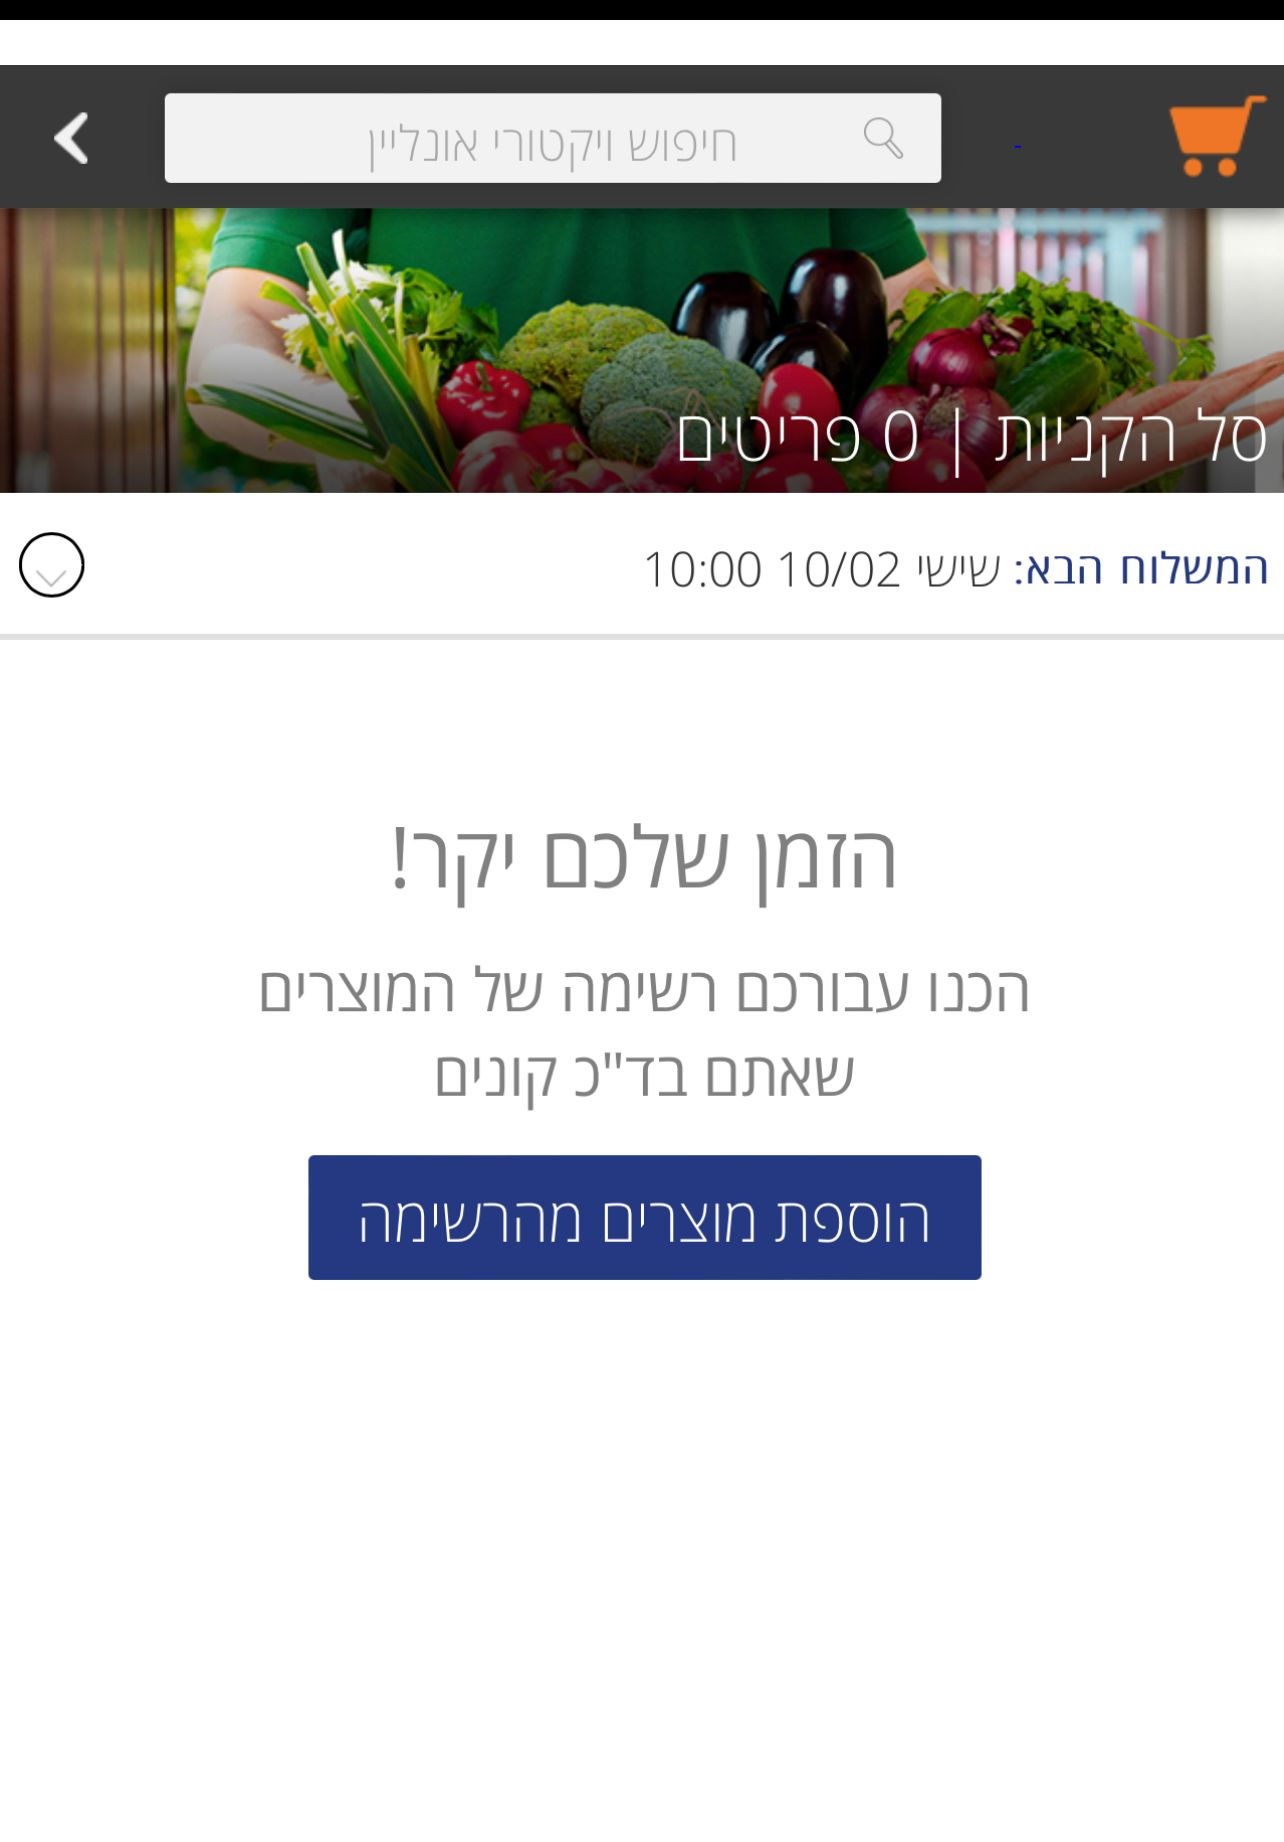 חיפוש ויקטורי אונליין
סל הקניות | 0 פריטים
המשלוח הבא: שישי 10/02 10:00
הזמן שלכם יקר!
הכנו עבורכם רשימה של המוצרים
שאתם בד"כ קונים
הוספת מוצרים מהרשימה